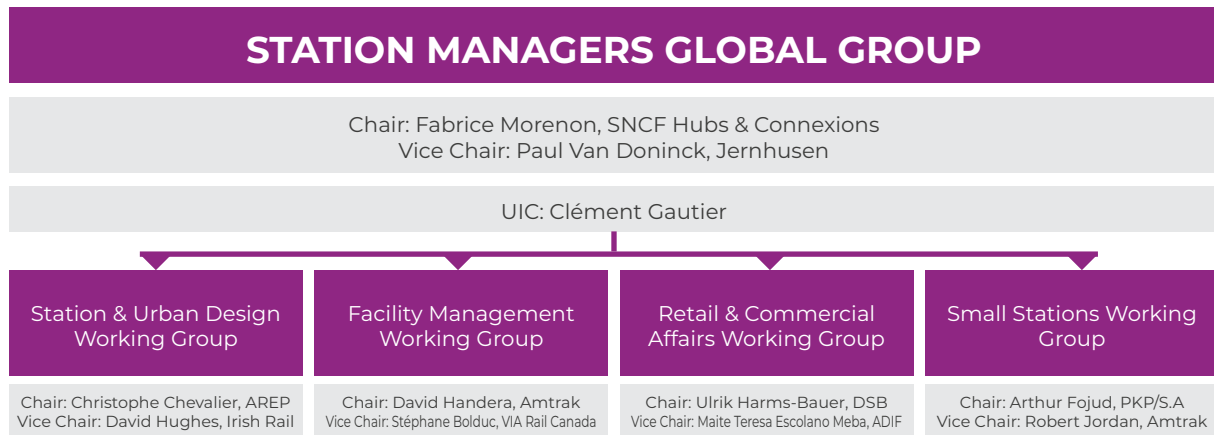 STATION MANAGERS GLOBAL GROUP
Chair: Fabrice Morenon, SNCF Hubs & Connexions
Vice Chair: Paul Van Doninck, Jernhusen
UIC: Clément Gautier
Station & Urban Design
Working Group
Chair: Christophe Chevalier, AREP
Vice Chair: David Hughes, Irish Rail
Facility Management
Working Group
Chair: David Handera, Amtrak
Vice Chair: Stéphane Bolduc, VIA Rail Canada
Retail & Commercial
Affairs Working Group
Chair: Ulrik Harms-Bauer, DSB
Vice Chair: Maite Teresa Escolano Meba, ADIF
Small Stations Working
Group
Chair: Arthur Fojud, PKP/S.A
Vice Chair: Robert Jordan, Amtrak